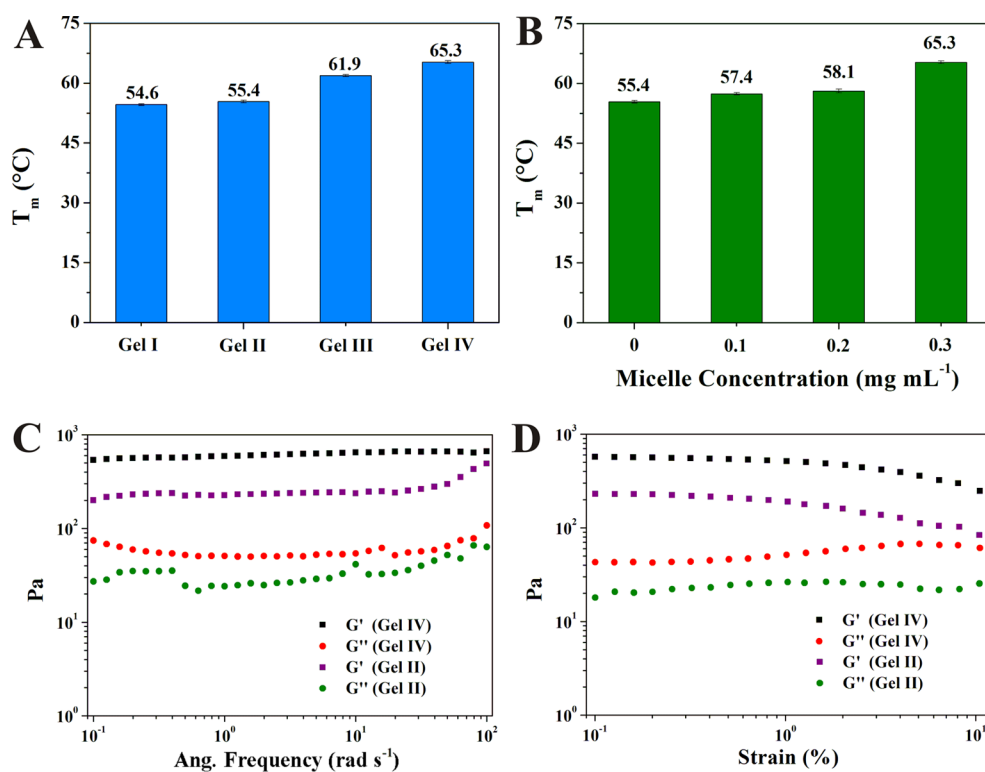 A
75
60
45
30
15
0
T_m (°C)
54.6
55.4
61.9
65.3
Gel I
Gel II
Gel III
Gel IV
B
75
60
45
30
15
0
T_m (°C)
55.4
57.4
58.1
65.3
0
0.1
0.2
0.3
Micelle Concentration (mg mL⁻¹)
C
10³
10²
10¹
10⁰
Pa
G' (Gel IV)
G'' (Gel IV)
G' (Gel II)
G'' (Gel II)
10⁻¹
10⁰
10¹
10²
Ang. Frequency (rad s⁻¹)
D
10³
10²
10¹
10⁰
Pa
G' (Gel IV)
G'' (Gel IV)
G' (Gel II)
G'' (Gel II)
10⁻¹
10⁰
10¹
Strain (%)